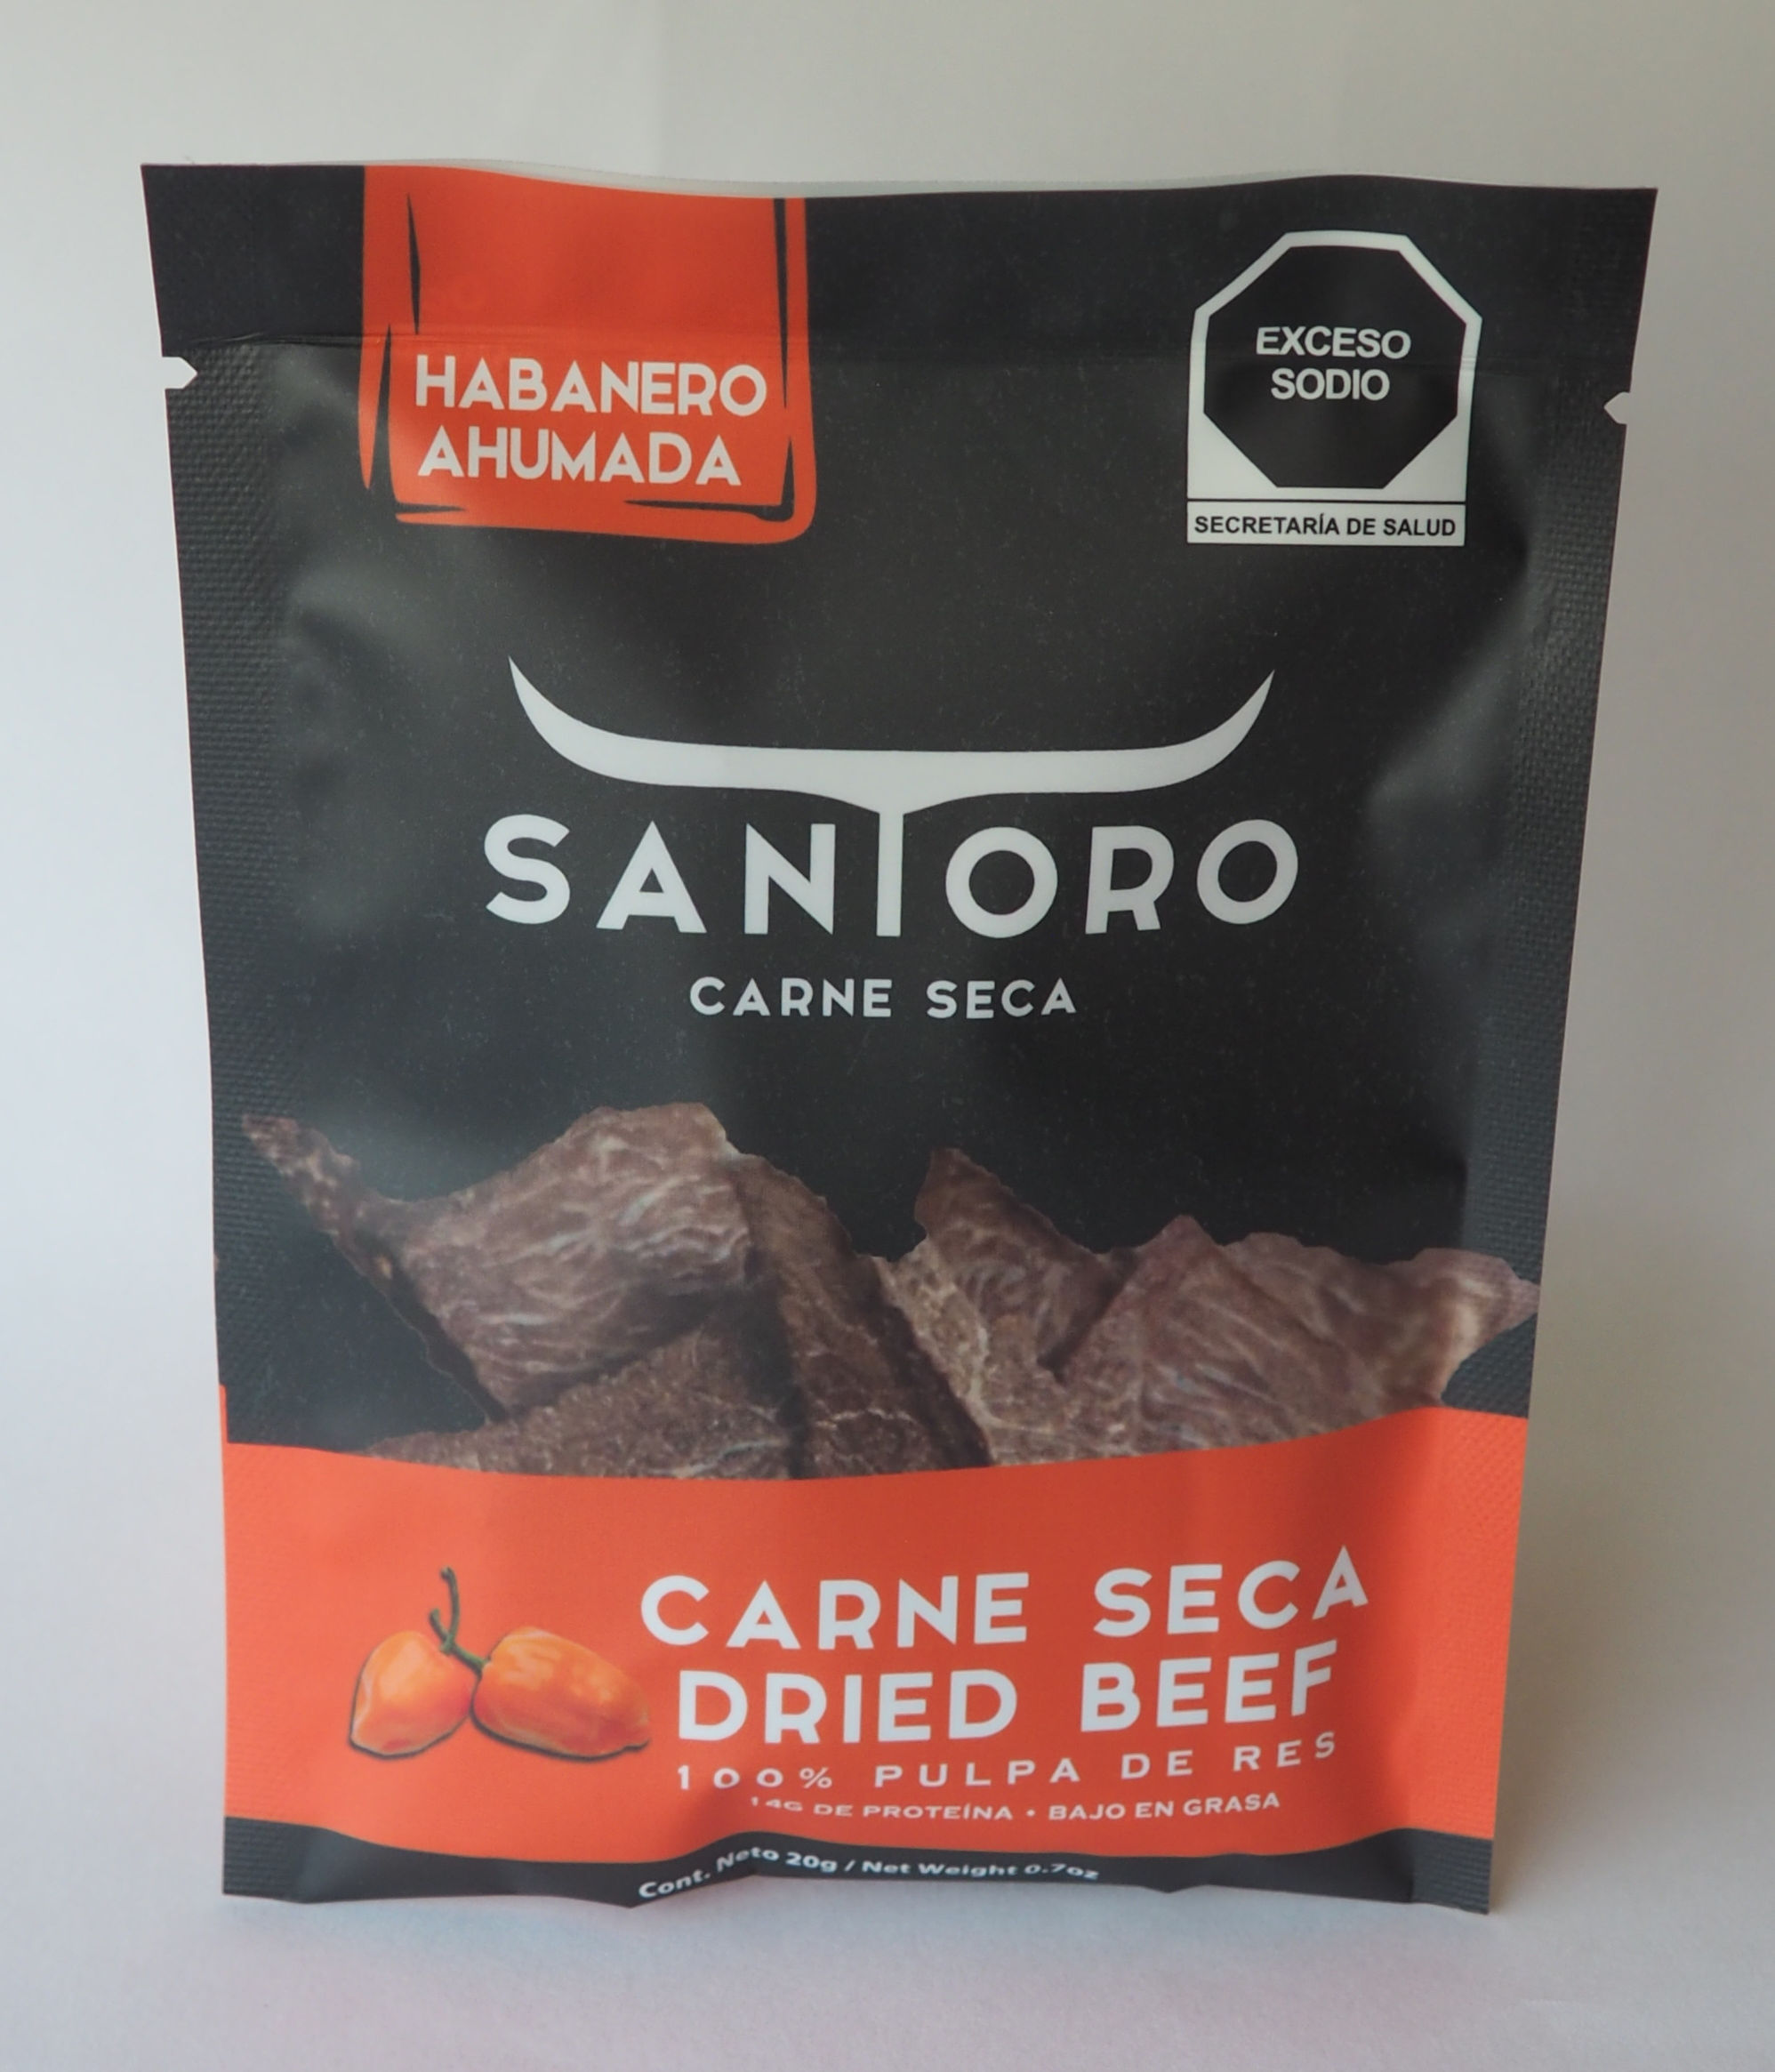 HABANERO
AHUMADA
EXCESO
SODIO
SECRETARÍA DE SALUD
SANTORO
CARNE SECA
CARNE SECA
DRIED BEEF
100% PULPA DE RES
14G DE PROTEÍNA • BAJO EN GRASA
Cont. Neto 20g / Net Weight 0.7oz